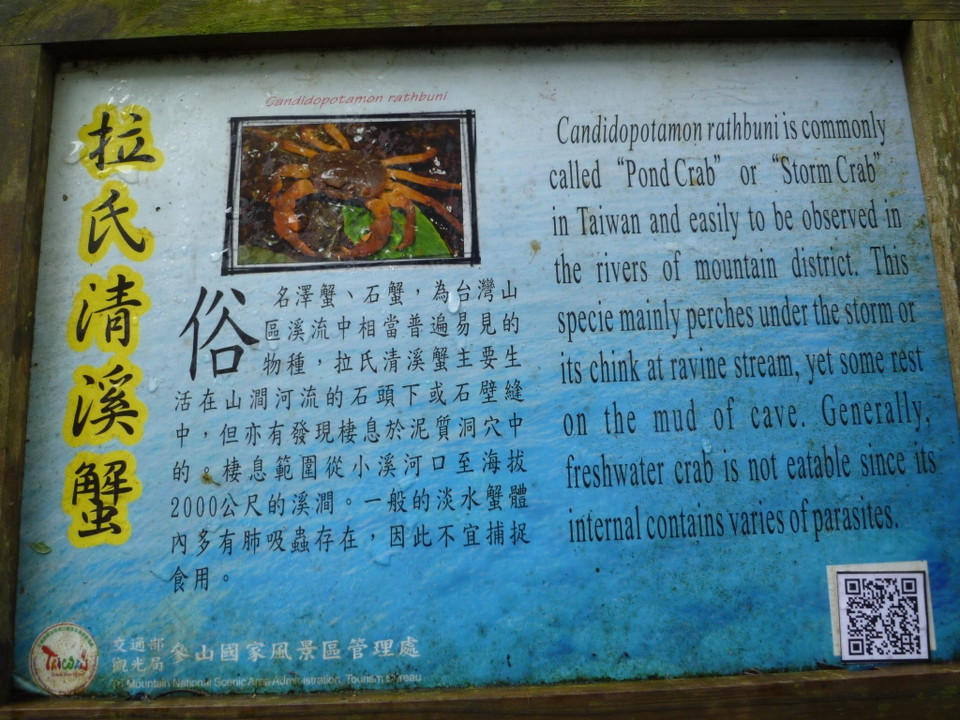 拉氏清溪蟹
Candidopotamon rathbuni
俗名澤蟹、石蟹，為台灣山
區溪流中相當普遍易見的
物種，拉氏清溪蟹主要生
活在山澗河流的石頭下或石壁縫
中，但亦有發現棲息於泥質洞穴中
的。棲息範圍從小溪河口至海拔
2000公尺的溪澗。一般的淡水蟹體
內多有肺吸蟲存在，因此不宜捕捉
食用。
Candidopotamon rathbuni is commonly
called “Pond Crab” or “Storm Crab”
in Taiwan and easily to be observed in
the rivers of mountain district. This
specie mainly perches under the storm or
its chink at ravine stream, yet some rest
on the mud of cave. Generally,
freshwater crab is not eatable since its
internal contains varies of parasites.
交通部
觀光局
參山國家風景區管理處
Mountain National Scenic Area Administration, Tourism Bureau
TAIWAN